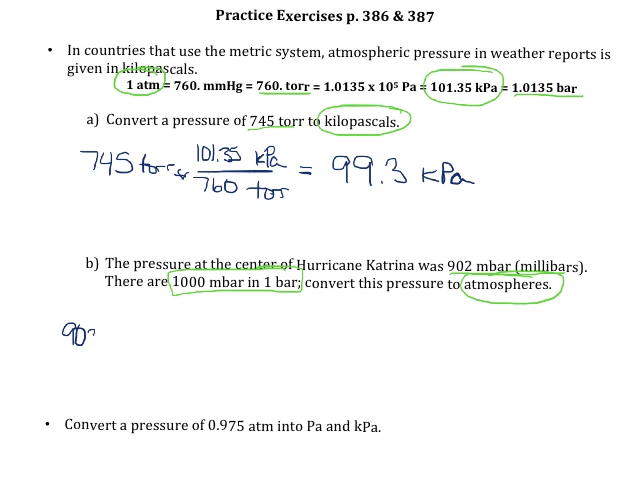 Practice Exercises p. 386 & 387
• In countries that use the metric system, atmospheric pressure in weather reports is
given in kilopascals.
1 atm = 760. mmHg = 760. torr = 1.0135 x 10⁵ Pa = 101.35 kPa = 1.0135 bar
a) Convert a pressure of 745 torr to kilopascals.
745 torr x 101.35 kPa / 760 torr = 99.3 kPa
b) The pressure at the center of Hurricane Katrina was 902 mbar (millibars).
There are 1000 mbar in 1 bar; convert this pressure to atmospheres.
902
• Convert a pressure of 0.975 atm into Pa and kPa.